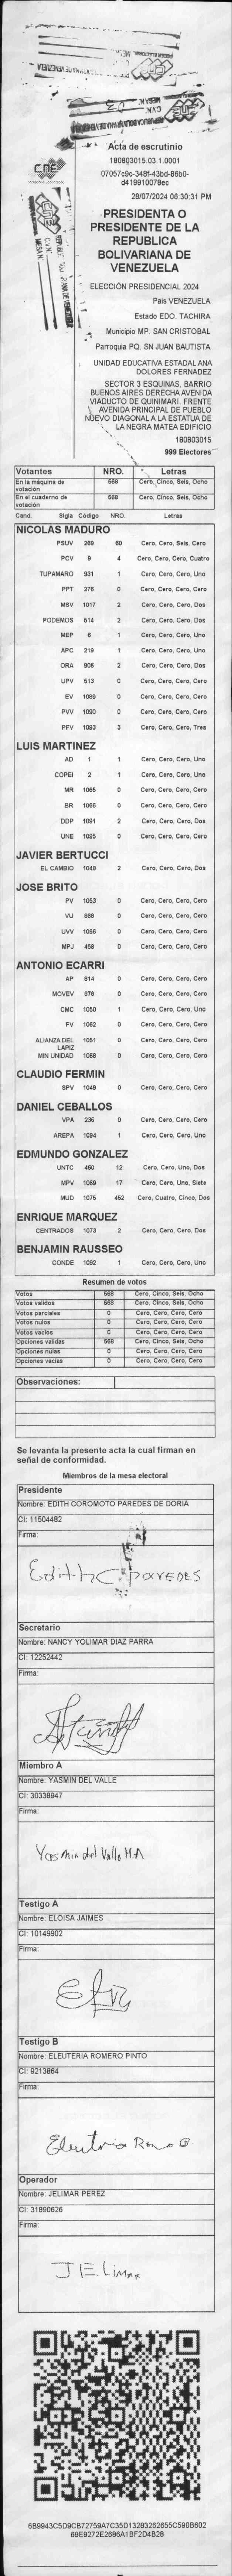 CNE
Acta de escrutinio
180803015.03.1.0001
07057c9c-348f-43bd-86b0-
d419910078ec
28/07/2024 06:30:31 PM
PRESIDENTA O
PRESIDENTE DE LA
REPUBLICA
BOLIVARIANA DE
VENEZUELA
ELECCIÓN PRESIDENCIAL 2024
Pais VENEZUELA
Estado EDO. TACHIRA
Municipio MP. SAN CRISTOBAL
Parroquia PQ. SN JUAN BAUTISTA
UNIDAD EDUCATIVA ESTADAL ANA
DOLORES FERNADEZ
SECTOR 3 ESQUINAS, BARRIO
BUENOS AIRES DERECHA AVENIDA
VIADUCTO DE QUINIMARI. FRENTE
AVENIDA PRINCIPAL DE PUEBLO
NUEVO DIAGONAL A LA ESTATUA DE
LA NEGRA MATEA EDIFICIO
180803015
999 Electores
Votantes NRO. Letras
En la máquina de votación 568 Cero, Cinco, Seis, Ocho
En el cuaderno de votación 568 Cero, Cinco, Seis, Ocho
Cand. Sigla Código NRO. Letras
NICOLAS MADURO
PSUV 269 60 Cero, Cero, Seis, Cero
PCV 9 4 Cero, Cero, Cero, Cuatro
TUPAMARO 931 1 Cero, Cero, Cero, Uno
PPT 276 0 Cero, Cero, Cero, Cero
MSV 1017 2 Cero, Cero, Cero, Dos
PODEMOS 514 2 Cero, Cero, Cero, Dos
MEP 6 1 Cero, Cero, Cero, Uno
APC 219 1 Cero, Cero, Cero, Uno
ORA 906 2 Cero, Cero, Cero, Dos
UPV 513 0 Cero, Cero, Cero, Cero
EV 1089 0 Cero, Cero, Cero, Cero
PVV 1090 0 Cero, Cero, Cero, Cero
PFV 1093 3 Cero, Cero, Cero, Tres
LUIS MARTINEZ
AD 1 1 Cero, Cero, Cero, Uno
COPEI 2 1 Cero, Cero, Cero, Uno
MR 1065 0 Cero, Cero, Cero, Cero
BR 1066 0 Cero, Cero, Cero, Cero
DDP 1091 2 Cero, Cero, Cero, Dos
UNE 1095 0 Cero, Cero, Cero, Cero
JAVIER BERTUCCI
EL CAMBIO 1048 2 Cero, Cero, Cero, Dos
JOSE BRITO
PV 1053 0 Cero, Cero, Cero, Cero
VU 868 0 Cero, Cero, Cero, Cero
UVV 1096 0 Cero, Cero, Cero, Cero
MPJ 458 0 Cero, Cero, Cero, Cero
ANTONIO ECARRI
AP 814 0 Cero, Cero, Cero, Cero
MOVEV 878 0 Cero, Cero, Cero, Cero
CMC 1050 1 Cero, Cero, Cero, Uno
FV 1062 0 Cero, Cero, Cero, Cero
ALIANZA DEL LAPIZ 1051 0 Cero, Cero, Cero, Cero
MIN UNIDAD 1068 0 Cero, Cero, Cero, Cero
CLAUDIO FERMIN
SPV 1049 0 Cero, Cero, Cero, Cero
DANIEL CEBALLOS
VPA 236 0 Cero, Cero, Cero, Cero
AREPA 1094 1 Cero, Cero, Cero, Uno
EDMUNDO GONZALEZ
UNTC 460 12 Cero, Cero, Uno, Dos
MPV 1069 17 Cero, Cero, Uno, Siete
MUD 1075 452 Cero, Cuatro, Cinco, Dos
ENRIQUE MARQUEZ
CENTRADOS 1073 2 Cero, Cero, Cero, Dos
BENJAMIN RAUSSEO
CONDE 1092 1 Cero, Cero, Cero, Uno
Resumen de votos
Votos 568 Cero, Cinco, Seis, Ocho
Votos validos 568 Cero, Cinco, Seis, Ocho
Votos parciales 0 Cero, Cero, Cero, Cero
Votos nulos 0 Cero, Cero, Cero, Cero
Votos vacios 0 Cero, Cero, Cero, Cero
Opciones validas 568 Cero, Cinco, Seis, Ocho
Opciones nulas 0 Cero, Cero, Cero, Cero
Opciones vacias 0 Cero, Cero, Cero, Cero
Observaciones:
Se levanta la presente acta la cual firman en
señal de conformidad.
Miembros de la mesa electoral
Presidente
Nombre: EDITH COROMOTO PAREDES DE DORIA
CI: 11504482
Firma:
Edith C PAREDES
Secretario
Nombre: NANCY YOLIMAR DIAZ PARRA
CI: 12252442
Firma:
Miembro A
Nombre: YASMIN DEL VALLE
CI: 30338947
Firma:
Yasmin del Valle M.A
Testigo A
Nombre: ELOISA JAIMES
CI: 10149902
Firma:
Testigo B
Nombre: ELEUTERIA ROMERO PINTO
CI: 9213864
Firma:
Operador
Nombre: JELIMAR PEREZ
CI: 31890626
Firma:
JELIMAR
6B9943C5D9CB72759A7C35D13283262655C590B602
69E9272E2686A1BF2D4B28